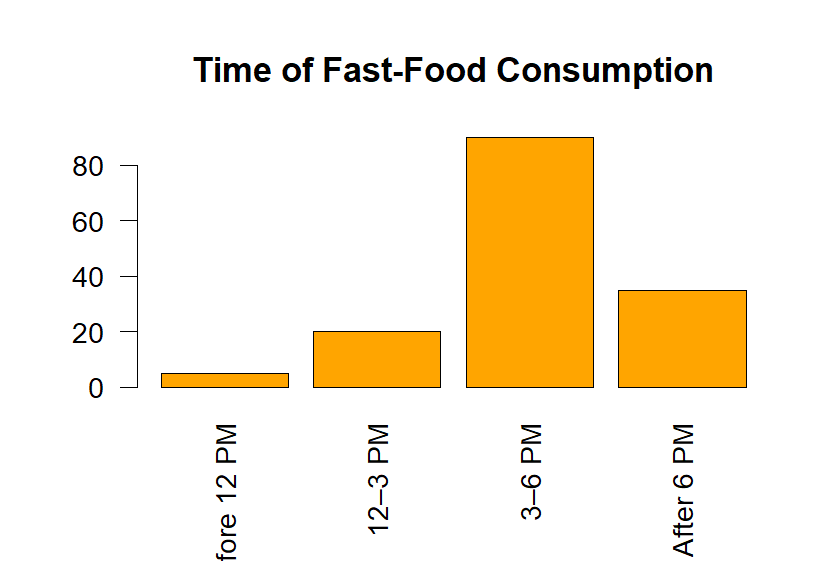 Time of Fast-Food Consumption
80
60
40
20
0
fore 12 PM
12–3 PM
3–6 PM
After 6 PM